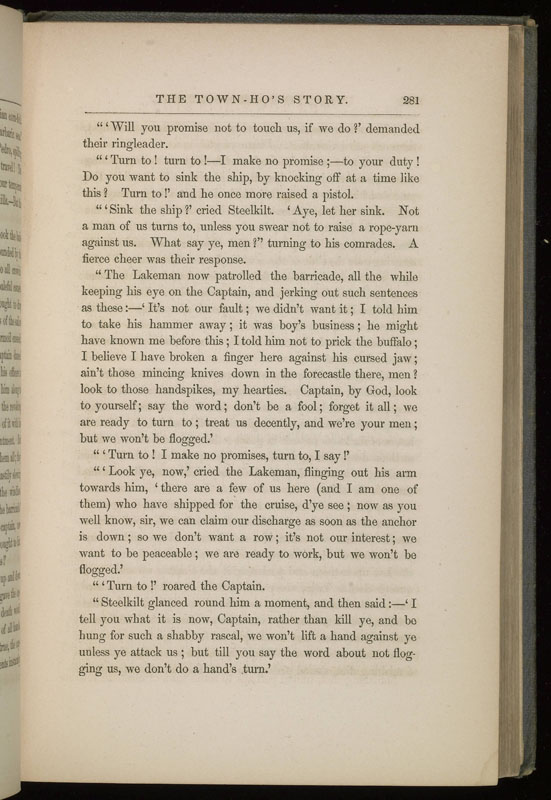 THE TOWN-HO'S STORY. 281
"'Will you promise not to touch us, if we do?' demanded
their ringleader.
"'Turn to! turn to!—I make no promise;—to your duty!
Do you want to sink the ship, by knocking off at a time like
this? Turn to!' and he once more raised a pistol.
"'Sink the ship?' cried Steelkilt. 'Aye, let her sink. Not
a man of us turns to, unless you swear not to raise a rope-yarn
against us. What say ye, men?" turning to his comrades. A
fierce cheer was their response.
"The Lakeman now patrolled the barricade, all the while
keeping his eye on the Captain, and jerking out such sentences
as these:—'It's not our fault; we didn't want it; I told him
to take his hammer away; it was boy's business; he might
have known me before this; I told him not to prick the buffalo;
I believe I have broken a finger here against his cursed jaw;
ain't those mincing knives down in the forecastle there, men?
look to those handspikes, my hearties. Captain, by God, look
to yourself; say the word; don't be a fool; forget it all; we
are ready to turn to; treat us decently, and we're your men;
but we won't be flogged.'
"'Turn to! I make no promises, turn to, I say!'
"'Look ye, now,' cried the Lakeman, flinging out his arm
towards him, 'there are a few of us here (and I am one of
them) who have shipped for the cruise, d'ye see; now as you
well know, sir, we can claim our discharge as soon as the anchor
is down; so we don't want a row; it's not our interest; we
want to be peaceable; we are ready to work, but we won't be
flogged.'
"'Turn to!' roared the Captain.
"Steelkilt glanced round him a moment, and then said:—'I
tell you what it is now, Captain, rather than kill ye, and be
hung for such a shabby rascal, we won't lift a hand against ye
unless ye attack us; but till you say the word about not flog-
ging us, we don't do a hand's turn.'